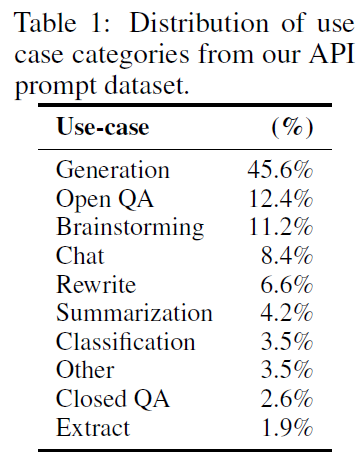 Table 1: Distribution of use
case categories from our API
prompt dataset.
Use-case (%)
Generation 45.6%
Open QA 12.4%
Brainstorming 11.2%
Chat 8.4%
Rewrite 6.6%
Summarization 4.2%
Classification 3.5%
Other 3.5%
Closed QA 2.6%
Extract 1.9%